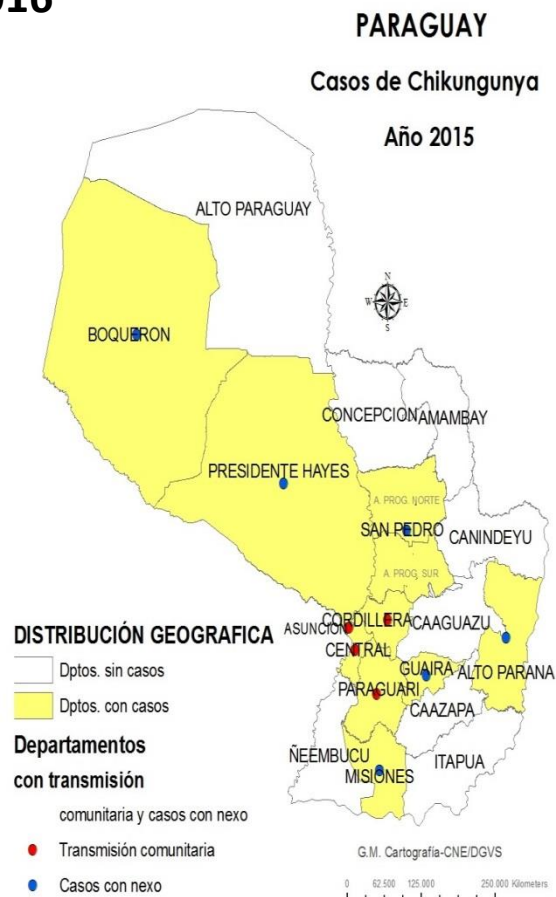 PARAGUAY
Casos de Chikungunya
Año 2015
ALTO PARAGUAY
N
W E
S
BOQUERON
CONCEPCION AMAMBAY
PRESIDENTE HAYES
A. PROG. NORTE
SAN PEDRO CANINDEYU
A. PROG. SUR
CORDILLERA CAAGUAZU
ASUNCION
CENTRAL
GUAIRA ALTO PARANA
PARAGUARI
CAAZAPA
ÑEEMBUCU
MISIONES
ITAPUA
DISTRIBUCIÓN GEOGRAFICA
Dptos. sin casos
Dptos. con casos
Departamentos
con transmisión
comunitaria y casos con nexo
Transmisión comunitaria
Casos con nexo
G.M. Cartografía-CNE/DGVS
0 62.500 125.000 250.000 Kilometers